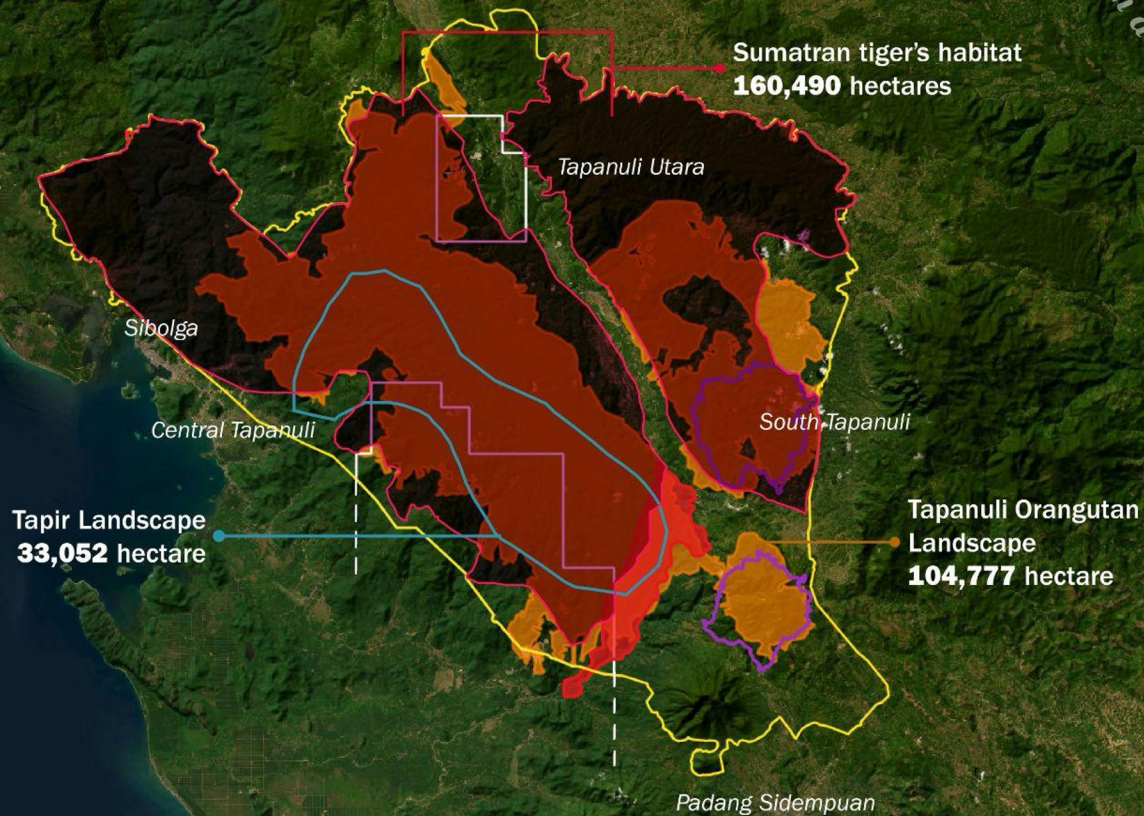 Sumatran tiger's habitat
160,490 hectares
Tapanuli Utara
Sibolga
Central Tapanuli
South Tapanuli
Tapir Landscape
33,052 hectare
Tapanuli Orangutan
Landscape
104,777 hectare
Padang Sidempuan